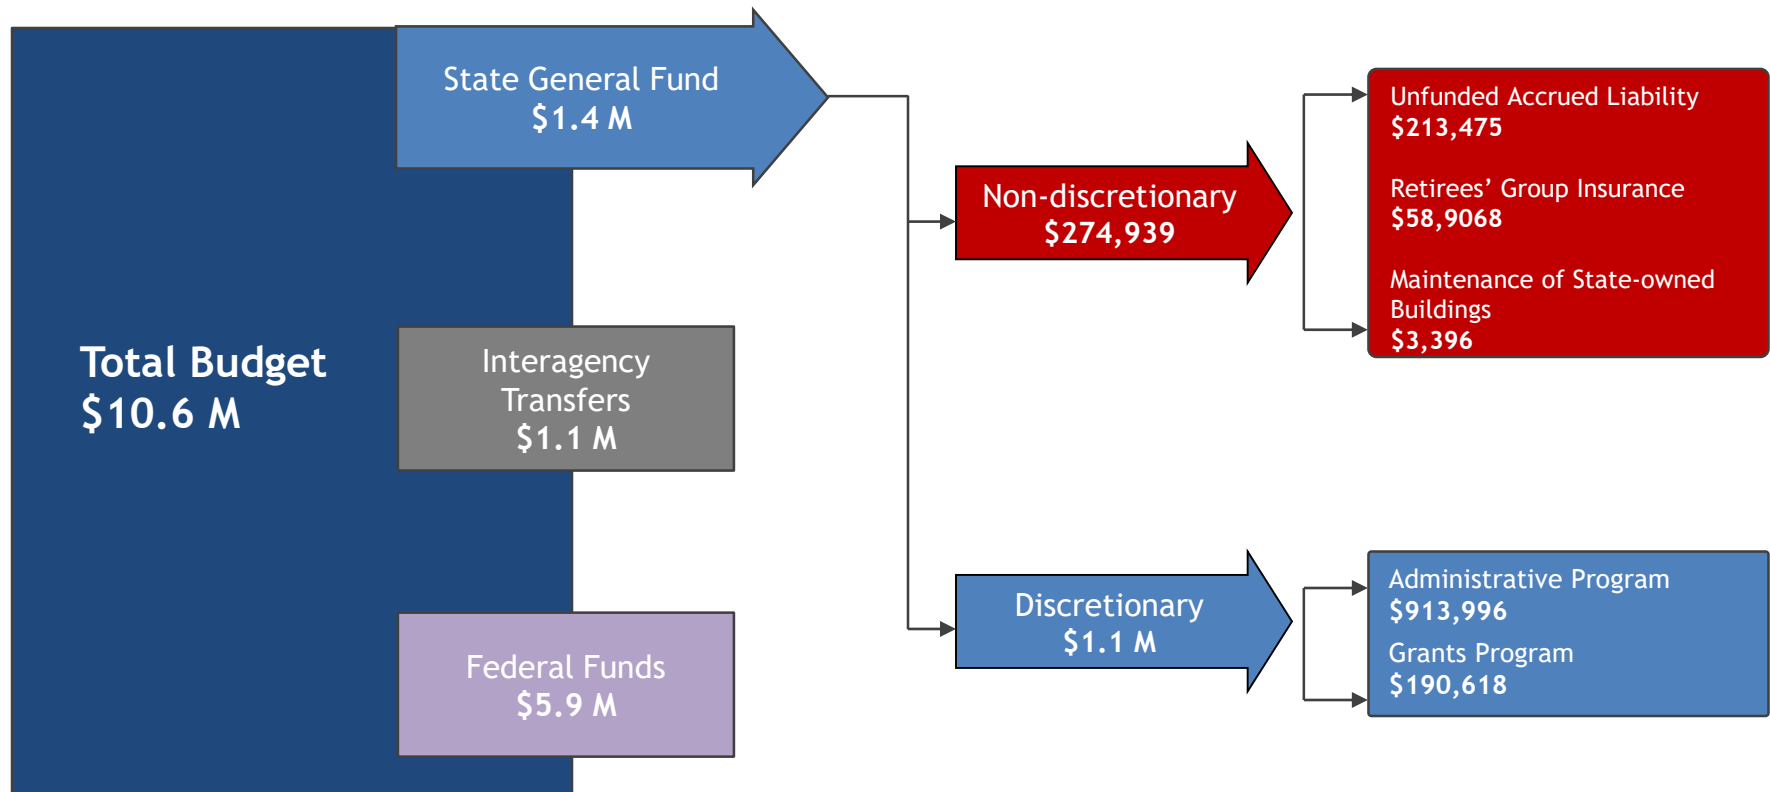 Total Budget
$10.6 M
State General Fund
$1.4 M
Interagency
Transfers
$1.1 M
Federal Funds
$5.9 M
Non-discretionary
$274,939
Discretionary
$1.1 M
Unfunded Accrued Liability
$213,475
Retirees’ Group Insurance
$58,9068
Maintenance of State-owned
Buildings
$3,396
Administrative Program
$913,996
Grants Program
$190,618